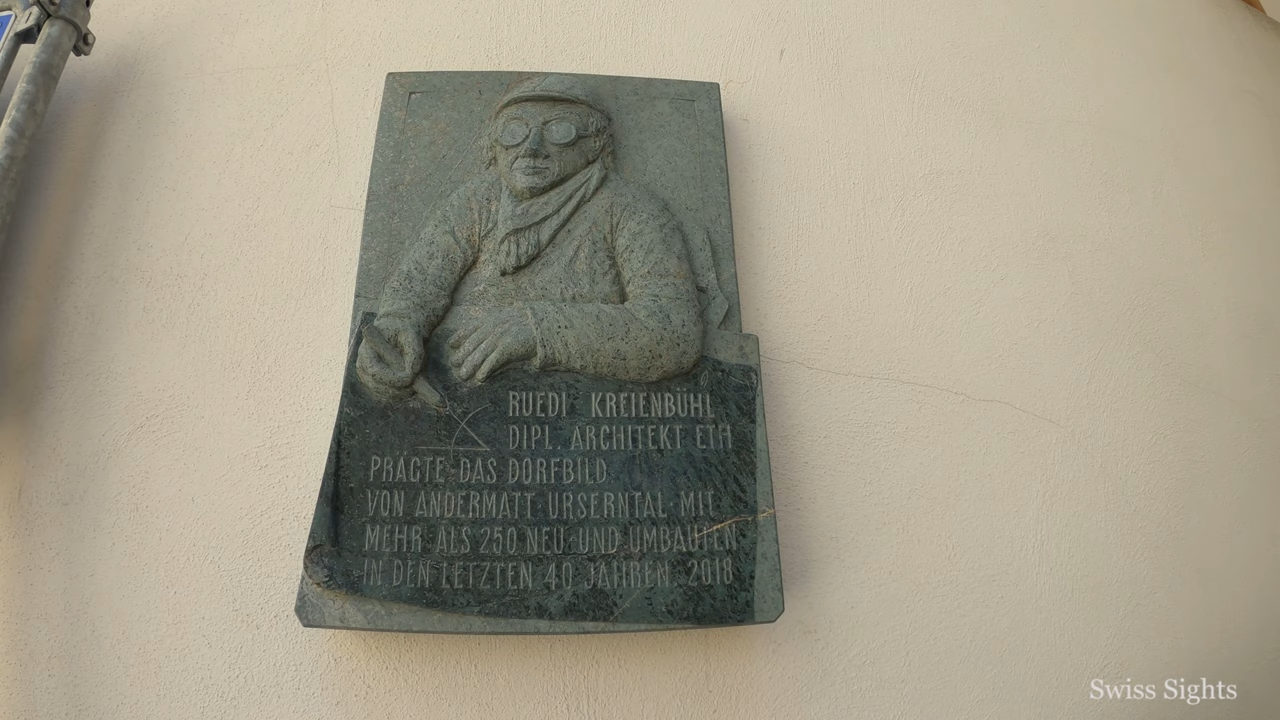 RUEDI KREIENBÜHL
DIPL. ARCHITEKT ETH
PRÄGTE DAS DORFBILD
VON ANDERMATT URSERNTAL MIT
MEHR ALS 250 NEU UND UMBAUTEN
IN DEN LETZTEN 40 JAHREN. 2018
Swiss Sights